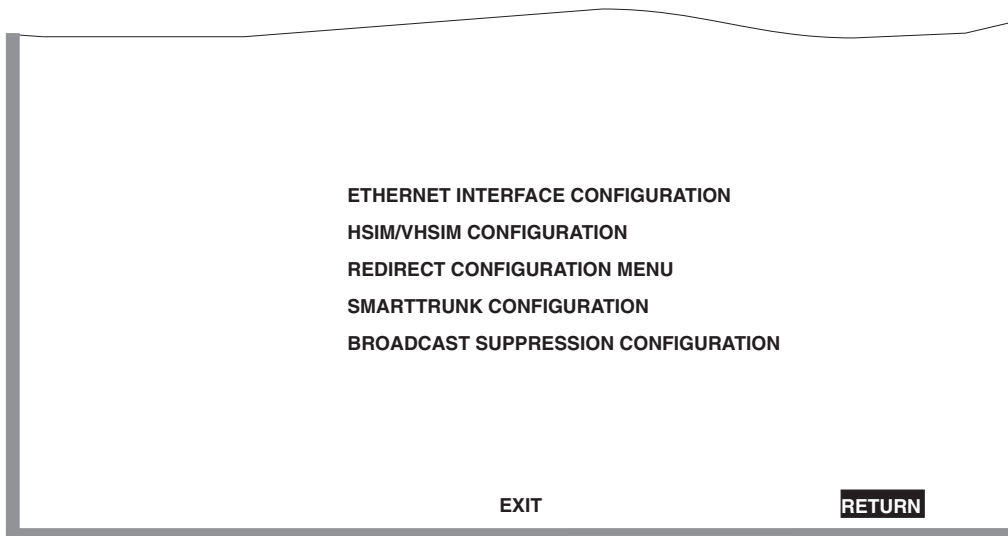 ETHERNET INTERFACE CONFIGURATION
HSIM/VHSIM CONFIGURATION
REDIRECT CONFIGURATION MENU
SMARTTRUNK CONFIGURATION
BROADCAST SUPPRESSION CONFIGURATION
EXIT RETURN